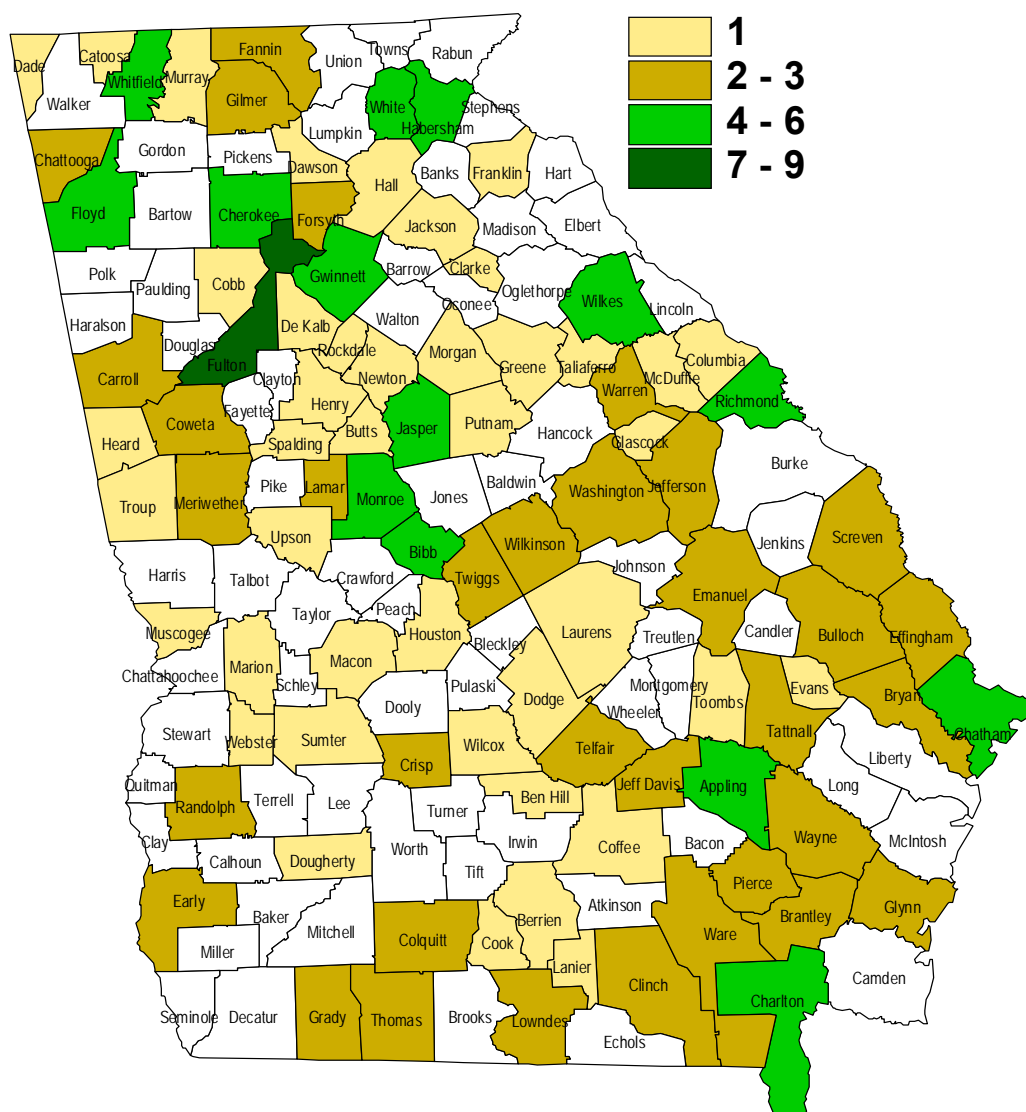 1
2 - 3
4 - 6
7 - 9
Dade
Catoosa
Whitfield
Murray
Fannin
Union
Towns
Rabun
Walker
Gilmer
White
Habersham
Stephens
Lumpkin
Chattooga
Gordon
Pickens
Dawson
Hall
Banks
Franklin
Hart
Floyd
Bartow
Cherokee
Forsyth
Jackson
Madison
Elbert
Polk
Paulding
Cobb
Gwinnett
Barrow
Clarke
Oconee
Oglethorpe
Wilkes
Lincoln
Haralson
Douglas
Fulton
De Kalb
Rockdale
Walton
Morgan
Greene
Taliaferro
McDuffie
Columbia
Carroll
Clayton
Fayette
Henry
Newton
Warren
Richmond
Heard
Coweta
Spalding
Butts
Jasper
Putnam
Hancock
Glascock
Burke
Troup
Meriwether
Pike
Lamar
Monroe
Jones
Baldwin
Washington
Jefferson
Jenkins
Screven
Upson
Bibb
Twiggs
Wilkinson
Johnson
Emanuel
Harris
Talbot
Taylor
Crawford
Peach
Houston
Bleckley
Laurens
Treutlen
Candler
Bulloch
Effingham
Muscogee
Chattahoochee
Marion
Schley
Macon
Dooly
Pulaski
Dodge
Wheeler
Montgomery
Toombs
Evans
Tattnall
Bryan
Chatham
Stewart
Webster
Sumter
Crisp
Wilcox
Telfair
Jeff Davis
Appling
Long
Liberty
Quitman
Randolph
Terrell
Lee
Turner
Ben Hill
Clay
Calhoun
Dougherty
Worth
Tift
Irwin
Coffee
Bacon
Wayne
McIntosh
Early
Baker
Mitchell
Miller
Colquitt
Cook
Berrien
Atkinson
Pierce
Ware
Brantley
Glynn
Lanier
Clinch
Charlton
Camden
Seminole
Decatur
Grady
Thomas
Brooks
Lowndes
Echols